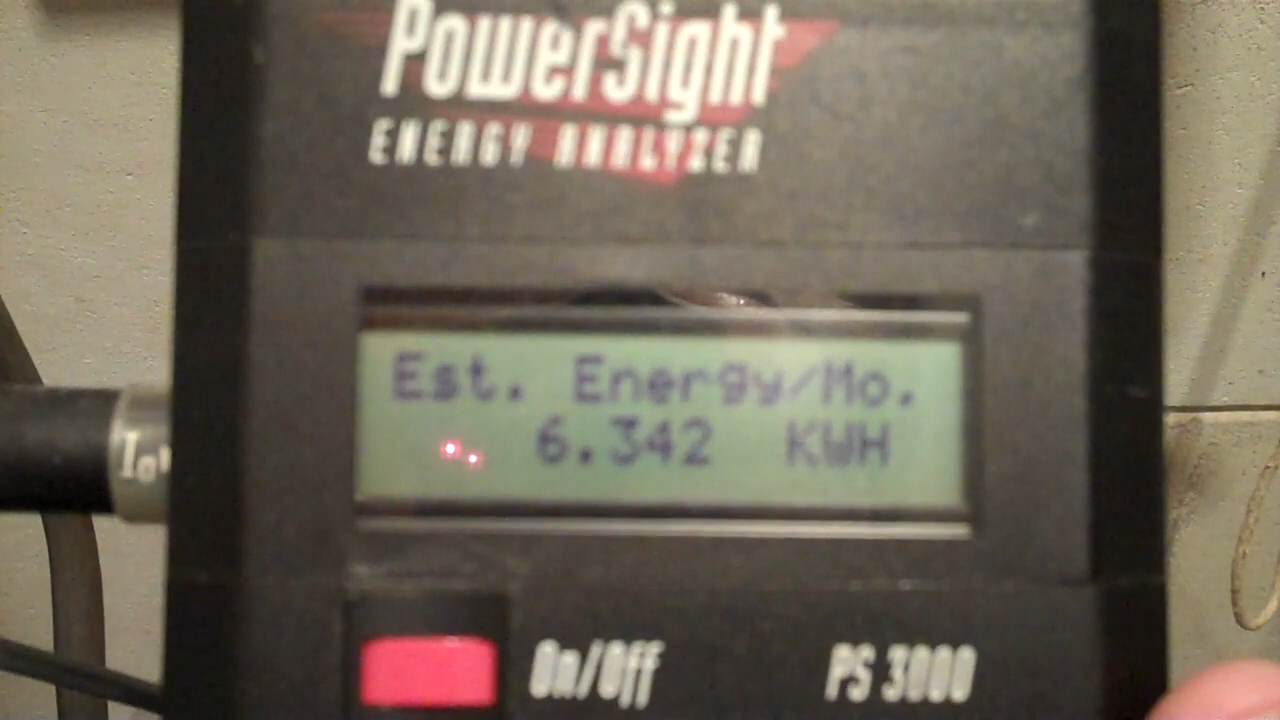 PowerSight
ENERGY ANALYZER
Est. Energy/Mo.
6.342 KWH
On/Off
PS 3000